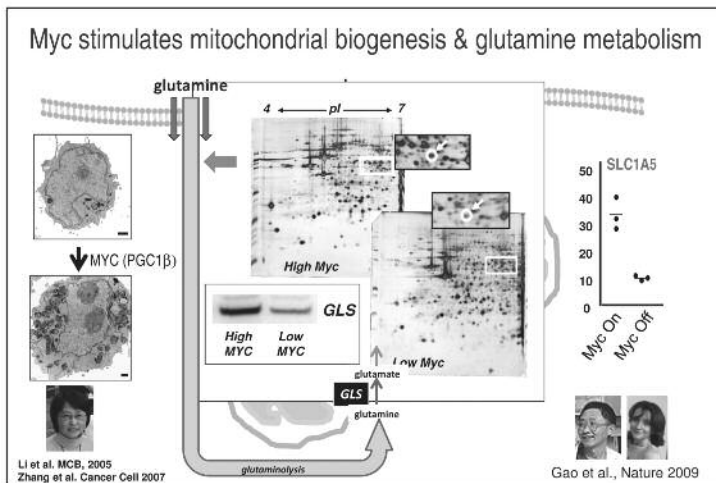 Myc stimulates mitochondrial biogenesis & glutamine metabolism
glutamine
4 pI 7
High Myc
Low Myc
GLS
High Low
MYC MYC
MYC (PGC1β)
SLC1A5
50
40
30
20
10
0
Myc On
Myc Off
glutamate
GLS
glutamine
glutaminolysis
Li et al. MCB, 2005
Zhang et al. Cancer Cell 2007
Gao et al., Nature 2009